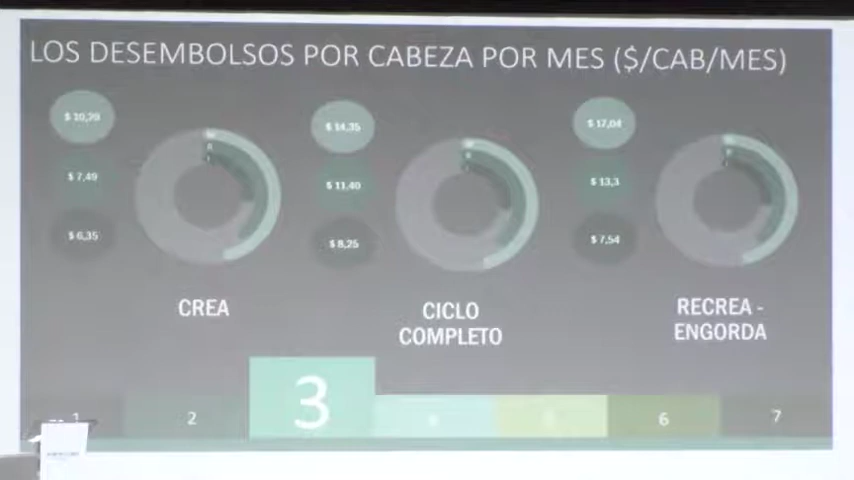 LOS DESEMBOLSOS POR CABEZA POR MES ($/CAB/MES)
$ 10,20
$ 7,49
$ 6,35
CREA
$ 14,35
$ 11,40
$ 8,25
CICLO
COMPLETO
$ 17,04
$ 13,3
$ 7,54
RECREA -
ENGORDA
1
2
3
6
7